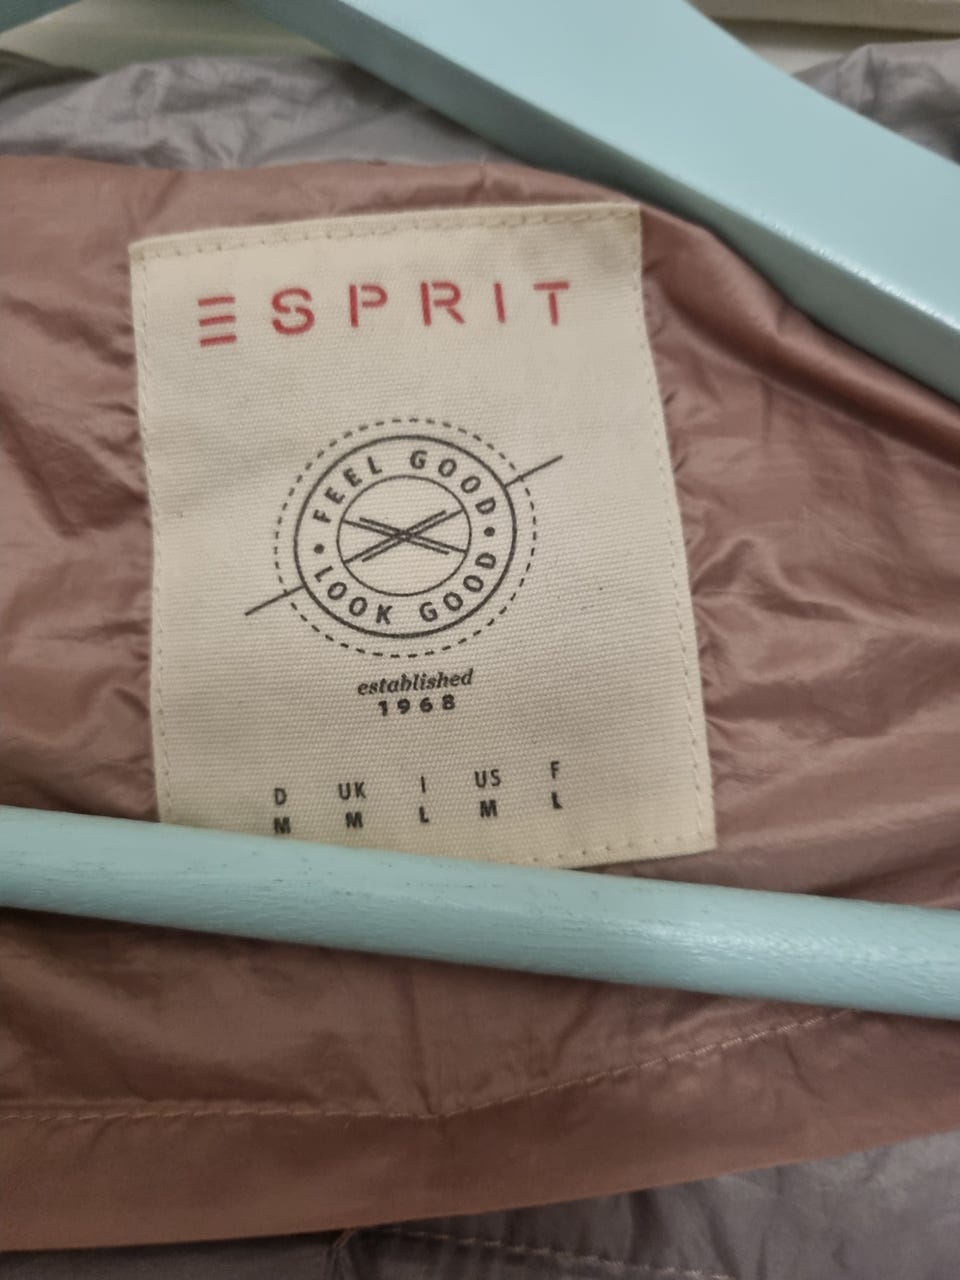 ESPRIT
FEEL GOOD
• LOOK GOOD •
established
1968
D UK I US F
M M L M L